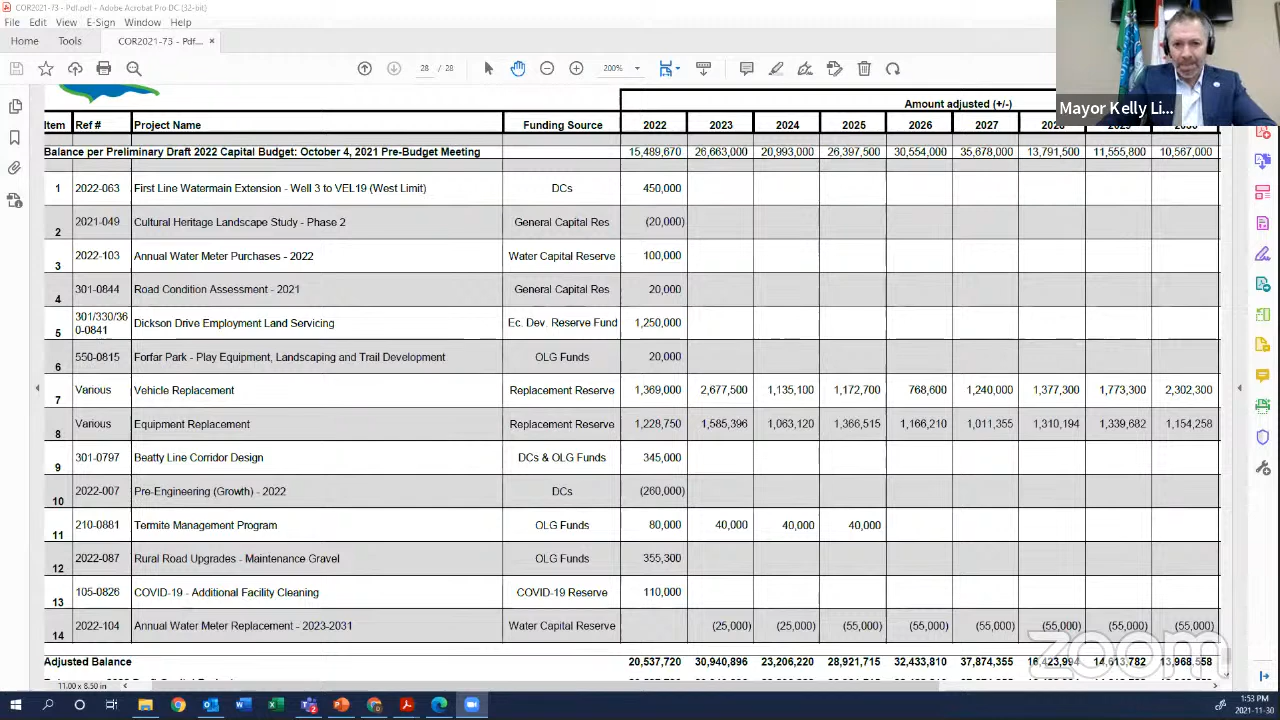 COR2021-73 - Pdf.pdf - Adobe Acrobat Pro DC (32-bit)
File Edit View E-Sign Window Help
Home Tools COR2021-73 - Pdf.... ×
28 / 28 200%
Mayor Kelly Li...
Amount adjusted (+/-)
Item Ref # Project Name Funding Source 2022 2023 2024 2025 2026 2027 2028 2029 2030
Balance per Preliminary Draft 2022 Capital Budget: October 4, 2021 Pre-Budget Meeting 15,489,670 26,663,000 20,993,000 26,397,500 30,554,000 35,678,000 13,791,500 11,555,800 10,567,000
1 2022-063 First Line Watermain Extension - Well 3 to VEL19 (West Limit) DCs 450,000
2 2021-049 Cultural Heritage Landscape Study - Phase 2 General Capital Res (20,000)
3 2022-103 Annual Water Meter Purchases - 2022 Water Capital Reserve 100,000
4 301-0844 Road Condition Assessment - 2021 General Capital Res 20,000
5 301/330/36 0-0841 Dickson Drive Employment Land Servicing Ec. Dev. Reserve Fund 1,250,000
6 550-0815 Forfar Park - Play Equipment, Landscaping and Trail Development OLG Funds 20,000
7 Various Vehicle Replacement Replacement Reserve 1,369,000 2,677,500 1,135,100 1,172,700 768,600 1,240,000 1,377,300 1,773,300 2,302,300
8 Various Equipment Replacement Replacement Reserve 1,228,750 1,585,396 1,063,120 1,366,515 1,166,210 1,011,355 1,310,194 1,339,682 1,154,258
9 301-0797 Beatty Line Corridor Design DCs & OLG Funds 345,000
10 2022-007 Pre-Engineering (Growth) - 2022 DCs (260,000)
11 210-0881 Termite Management Program OLG Funds 80,000 40,000 40,000 40,000
12 2022-087 Rural Road Upgrades - Maintenance Gravel OLG Funds 355,300
13 105-0826 COVID-19 - Additional Facility Cleaning COVID-19 Reserve 110,000
14 2022-104 Annual Water Meter Replacement - 2023-2031 Water Capital Reserve (25,000) (25,000) (55,000) (55,000) (55,000) (55,000) (55,000) (55,000)
Adjusted Balance 20,537,720 30,940,896 23,206,220 28,921,715 32,433,810 37,874,355 16,423,994 14,613,782 13,968,558
zoom
11.00 x 8.50 in
1:53 PM
2021-11-30